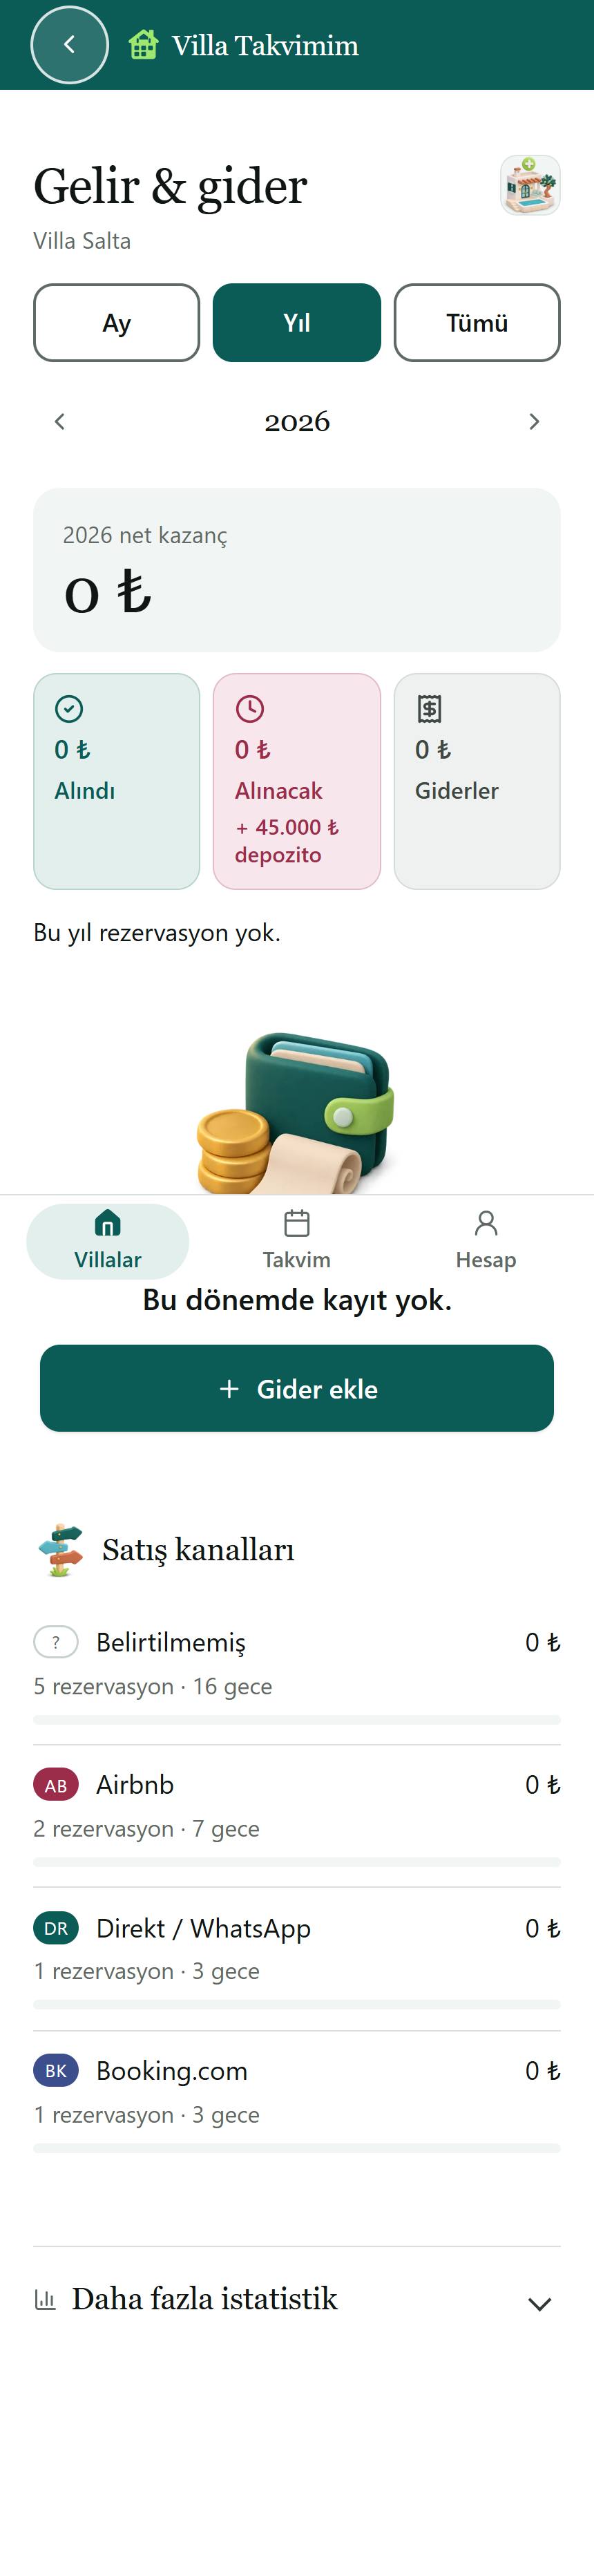 Villa Takvimim
Gelir & gider
Villa Salta
Ay
Yıl
Tümü
2026
2026 net kazanç
0 ₺
0 ₺
Alındı
0 ₺
Alınacak
+ 45.000 ₺
depozito
0 ₺
Giderler
Bu yıl rezervasyon yok.
Villalar
Takvim
Hesap
Bu dönemde kayıt yok.
+ Gider ekle
Satış kanalları
? Belirtilmemiş 0 ₺
5 rezervasyon · 16 gece
AB Airbnb 0 ₺
2 rezervasyon · 7 gece
DR Direkt / WhatsApp 0 ₺
1 rezervasyon · 3 gece
BK Booking.com 0 ₺
1 rezervasyon · 3 gece
Daha fazla istatistik